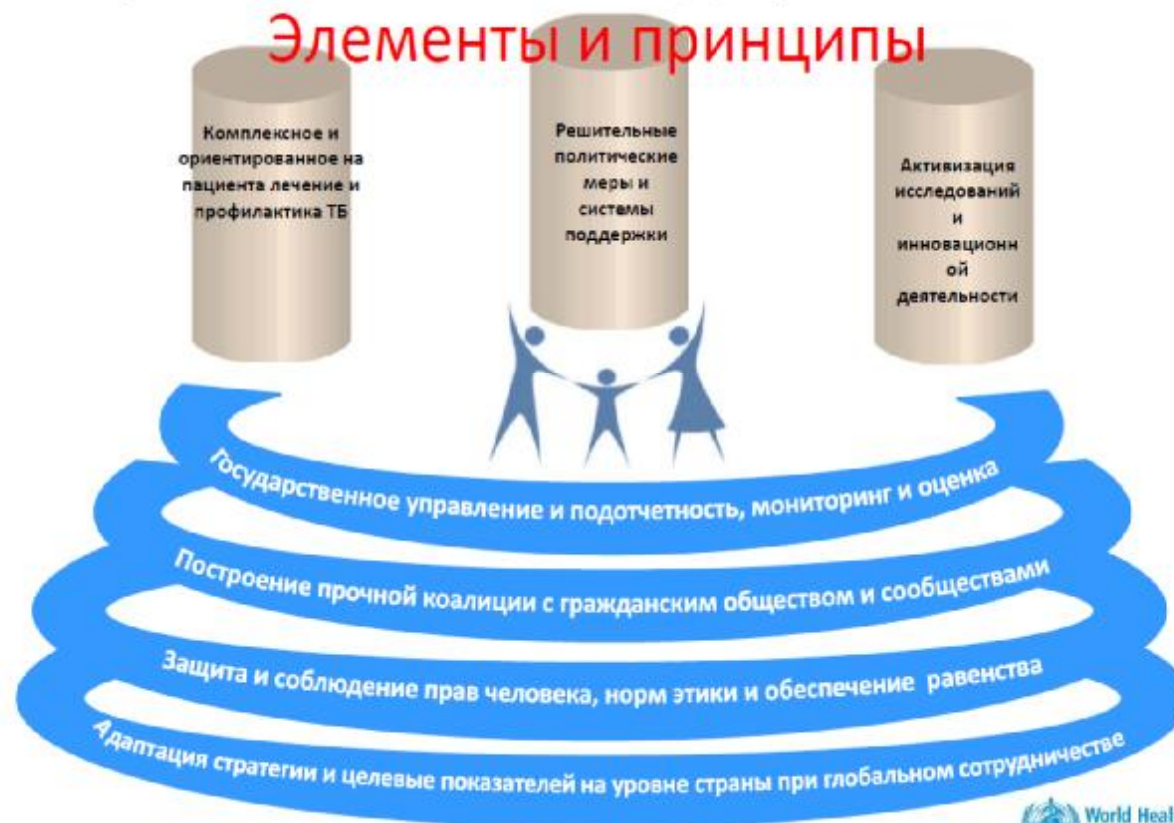 Элементы и принципы
Комплексное и
ориентированное на
пациента лечение и
профилактика ТБ
Решительные
политические
меры и
системы
поддержки
Активизация
исследований
и
инновационн
ой
деятельности
Государственное управление и подотчетность, мониторинг и оценка
Построение прочной коалиции с гражданским обществом и сообществами
Защита и соблюдение прав человека, норм этики и обеспечение равенства
Адаптация стратегии и целевые показателей на уровне страны при глобальном сотрудничестве
World Heal